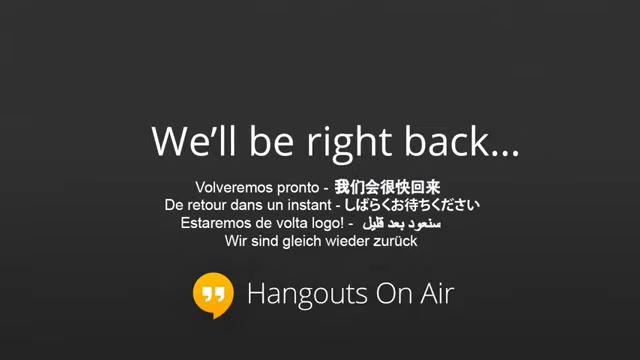 We'll be right back...
Volveremos pronto - 我们会很快回来
De retour dans un instant - しばらくお待ちください
Estaremos de volta logo! - سنعود بعد قليل
Wir sind gleich wieder zurück
Hangouts On Air